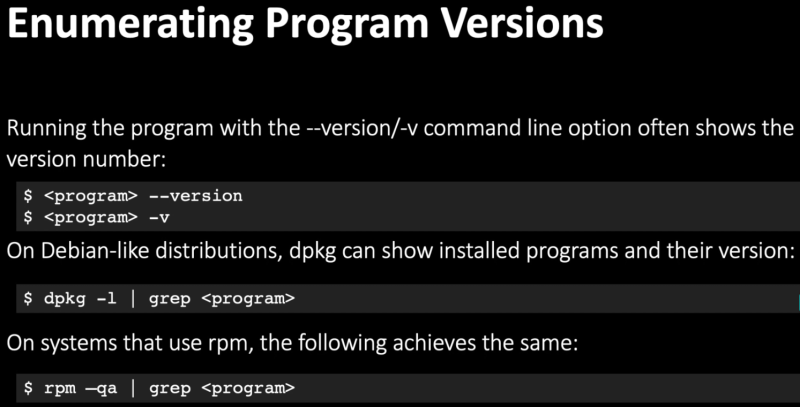 Enumerating Program Versions
Running the program with the --version/-v command line option often shows the
version number:
$ <program> --version
$ <program> -v
On Debian-like distributions, dpkg can show installed programs and their version:
$ dpkg -l | grep <program>
On systems that use rpm, the following achieves the same:
$ rpm –qa | grep <program>